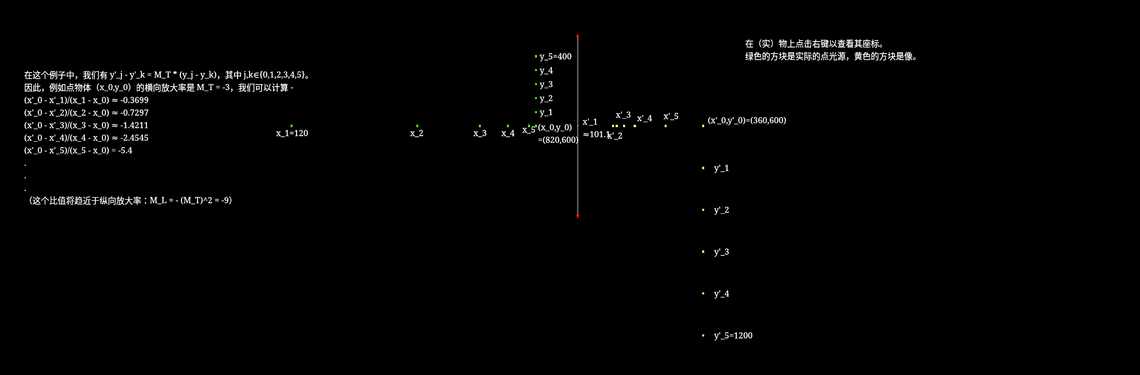 在这个例子中，我们有 y'_j - y'_k = M_T * (y_j - y_k)，其中 j,k∈{0,1,2,3,4,5}。
因此，例如点物体（x_0,y_0）的横向放大率是 M_T = -3，我们可以计算 -
(x'_0 - x'_1)/(x_1 - x_0) ≈ -0.3699
(x'_0 - x'_2)/(x_2 - x_0) ≈ -0.7297
(x'_0 - x'_3)/(x_3 - x_0) ≈ -1.4211
(x'_0 - x'_4)/(x_4 - x_0) ≈ -2.4545
(x'_0 - x'_5)/(x_5 - x_0) = -5.4
.
.
.
（这个比值将趋近于纵向放大率：M_L = - (M_T)^2 = -9）
x_1=120
x_2
x_3
x_4
x_5
y_5=400
y_4
y_3
y_2
y_1
(x_0,y_0)
=(820,600)
x'_1
≈101.1
x'_2
x'_3
x'_4
x'_5
(x'_0,y'_0)=(360,600)
y'_1
y'_2
y'_3
y'_4
y'_5=1200
在（实）物上点击右键以查看其座标。
绿色的方块是实际的点光源，黄色的方块是像。